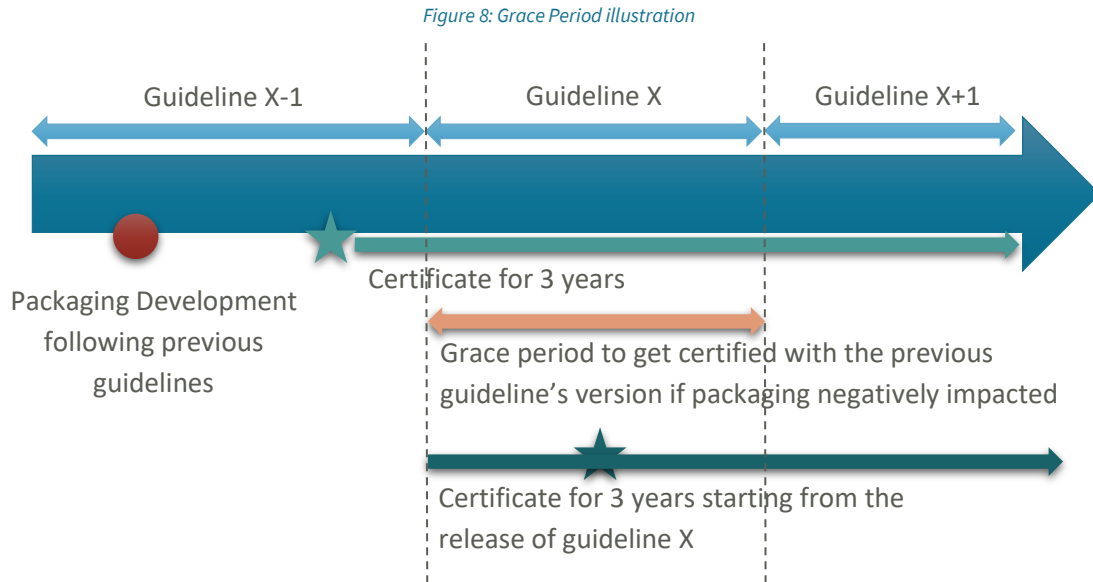 Figure 8: Grace Period illustration
Guideline X-1
Guideline X
Guideline X+1
Certificate for 3 years
Packaging Development
following previous
guidelines
Grace period to get certified with the previous
guideline’s version if packaging negatively impacted
Certificate for 3 years starting from the
release of guideline X